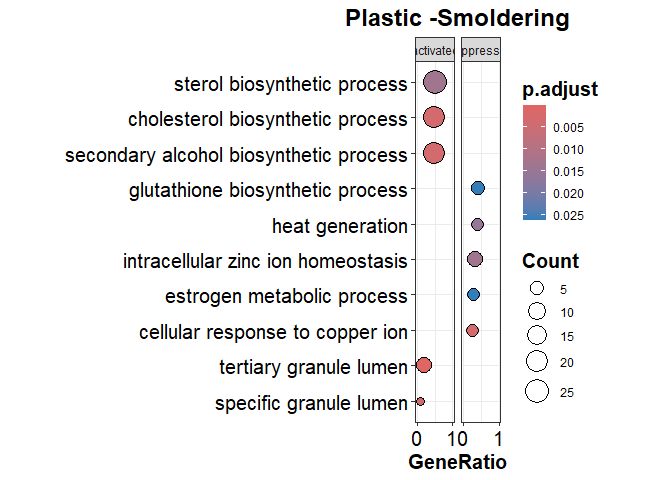 Plastic -Smoldering
activated
ppress
sterol biosynthetic process
cholesterol biosynthetic process
secondary alcohol biosynthetic process
glutathione biosynthetic process
heat generation
intracellular zinc ion homeostasis
estrogen metabolic process
cellular response to copper ion
tertiary granule lumen
specific granule lumen
0 10 1
GeneRatio
p.adjust
0.005
0.010
0.015
0.020
0.025
Count
5
10
15
20
25